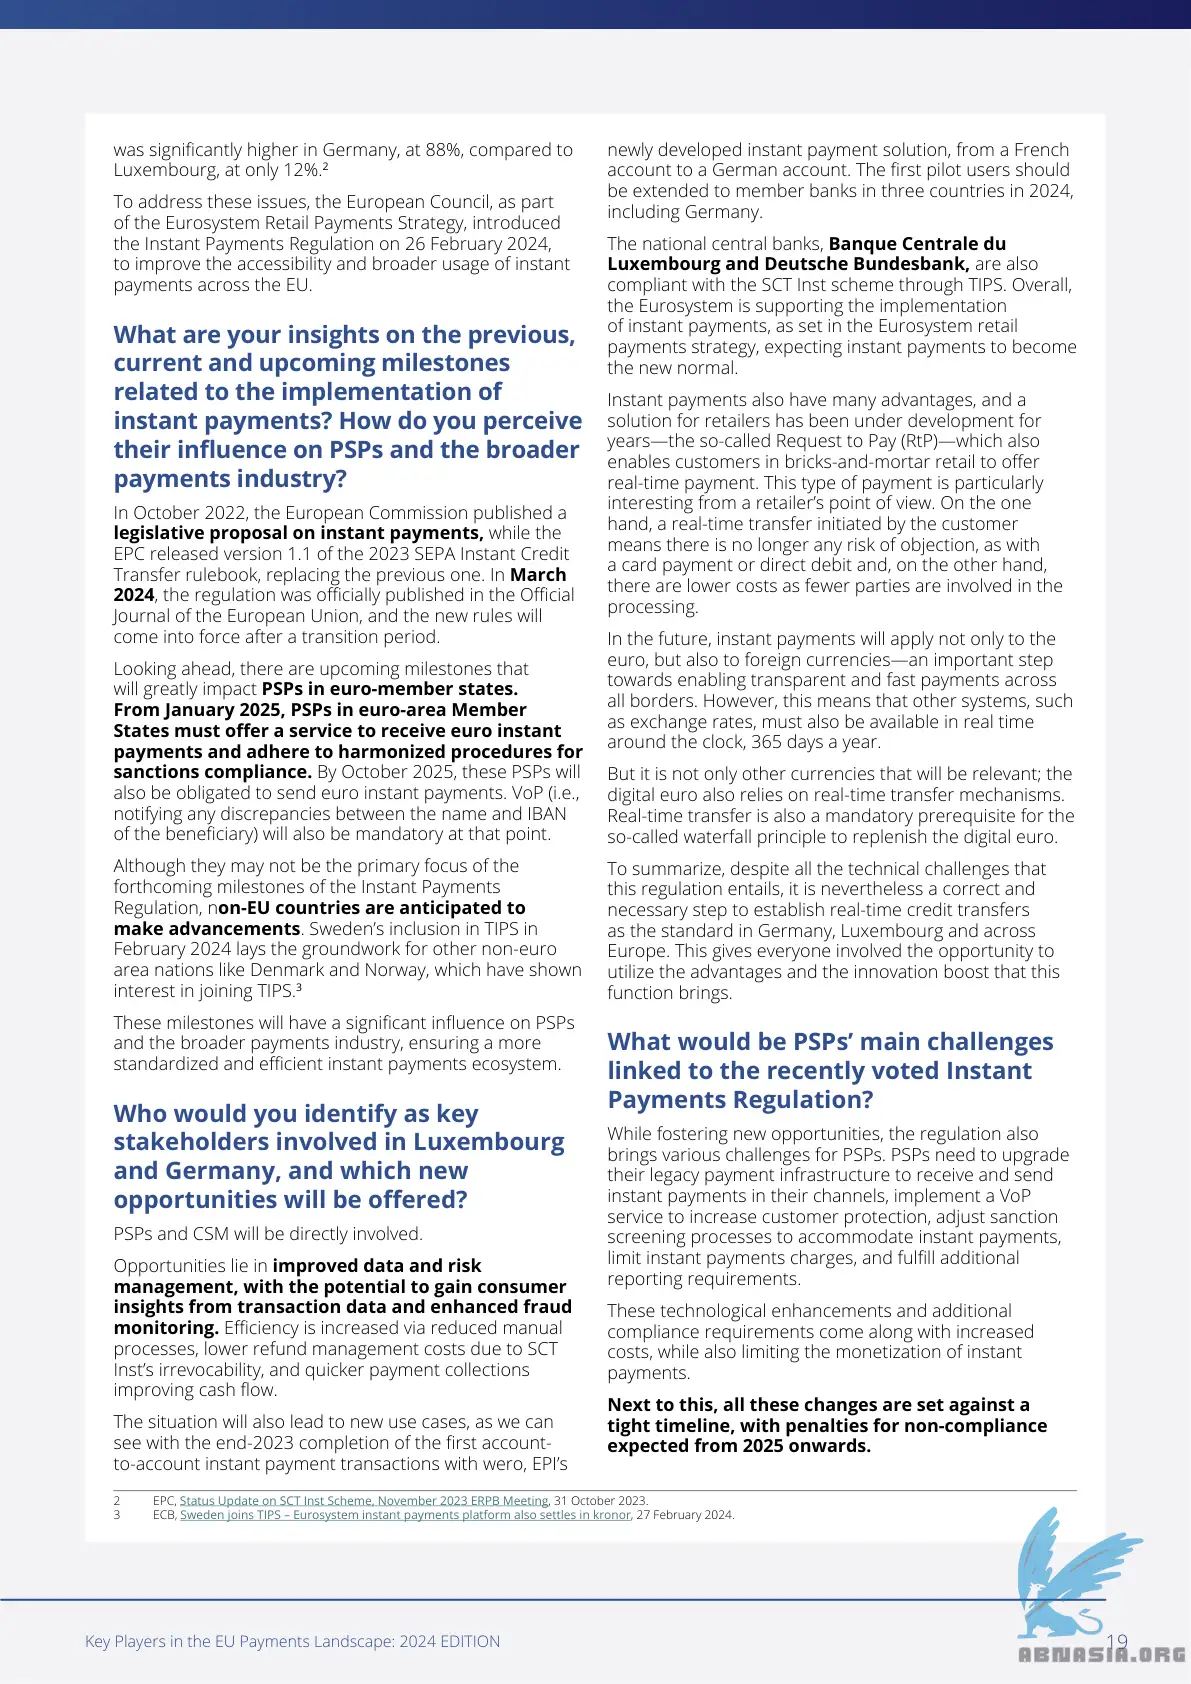 was significantly higher in Germany, at 88%, compared to
Luxembourg, at only 12%.²
To address these issues, the European Council, as part
of the Eurosystem Retail Payments Strategy, introduced
the Instant Payments Regulation on 26 February 2024,
to improve the accessibility and broader usage of instant
payments across the EU.
What are your insights on the previous,
current and upcoming milestones
related to the implementation of
instant payments? How do you perceive
their influence on PSPs and the broader
payments industry?
In October 2022, the European Commission published a
legislative proposal on instant payments, while the
EPC released version 1.1 of the 2023 SEPA Instant Credit
Transfer rulebook, replacing the previous one. In March
2024, the regulation was officially published in the Official
Journal of the European Union, and the new rules will
come into force after a transition period.
Looking ahead, there are upcoming milestones that
will greatly impact PSPs in euro-member states.
From January 2025, PSPs in euro-area Member
States must offer a service to receive euro instant
payments and adhere to harmonized procedures for
sanctions compliance. By October 2025, these PSPs will
also be obligated to send euro instant payments. VoP (i.e.,
notifying any discrepancies between the name and IBAN
of the beneficiary) will also be mandatory at that point.
Although they may not be the primary focus of the
forthcoming milestones of the Instant Payments
Regulation, non-EU countries are anticipated to
make advancements. Sweden's inclusion in TIPS in
February 2024 lays the groundwork for other non-euro
area nations like Denmark and Norway, which have shown
interest in joining TIPS.³
These milestones will have a significant influence on PSPs
and the broader payments industry, ensuring a more
standardized and efficient instant payments ecosystem.
Who would you identify as key
stakeholders involved in Luxembourg
and Germany, and which new
opportunities will be offered?
PSPs and CSM will be directly involved.
Opportunities lie in improved data and risk
management, with the potential to gain consumer
insights from transaction data and enhanced fraud
monitoring. Efficiency is increased via reduced manual
processes, lower refund management costs due to SCT
Inst's irrevocability, and quicker payment collections
improving cash flow.
The situation will also lead to new use cases, as we can
see with the end-2023 completion of the first account-
to-account instant payment transactions with wero, EPI's
newly developed instant payment solution, from a French
account to a German account. The first pilot users should
be extended to member banks in three countries in 2024,
including Germany.
The national central banks, Banque Centrale du
Luxembourg and Deutsche Bundesbank, are also
compliant with the SCT Inst scheme through TIPS. Overall,
the Eurosystem is supporting the implementation
of instant payments, as set in the Eurosystem retail
payments strategy, expecting instant payments to become
the new normal.
Instant payments also have many advantages, and a
solution for retailers has been under development for
years—the so-called Request to Pay (RtP)—which also
enables customers in bricks-and-mortar retail to offer
real-time payment. This type of payment is particularly
interesting from a retailer's point of view. On the one
hand, a real-time transfer initiated by the customer
means there is no longer any risk of objection, as with
a card payment or direct debit and, on the other hand,
there are lower costs as fewer parties are involved in the
processing.
In the future, instant payments will apply not only to the
euro, but also to foreign currencies—an important step
towards enabling transparent and fast payments across
all borders. However, this means that other systems, such
as exchange rates, must also be available in real time
around the clock, 365 days a year.
But it is not only other currencies that will be relevant; the
digital euro also relies on real-time transfer mechanisms.
Real-time transfer is also a mandatory prerequisite for the
so-called waterfall principle to replenish the digital euro.
To summarize, despite all the technical challenges that
this regulation entails, it is nevertheless a correct and
necessary step to establish real-time credit transfers
as the standard in Germany, Luxembourg and across
Europe. This gives everyone involved the opportunity to
utilize the advantages and the innovation boost that this
function brings.
What would be PSPs' main challenges
linked to the recently voted Instant
Payments Regulation?
While fostering new opportunities, the regulation also
brings various challenges for PSPs. PSPs need to upgrade
their legacy payment infrastructure to receive and send
instant payments in their channels, implement a VoP
service to increase customer protection, adjust sanction
screening processes to accommodate instant payments,
limit instant payments charges, and fulfill additional
reporting requirements.
These technological enhancements and additional
compliance requirements come along with increased
costs, while also limiting the monetization of instant
payments.
Next to this, all these changes are set against a
tight timeline, with penalties for non-compliance
expected from 2025 onwards.
2 EPC, Status Update on SCT Inst Scheme, November 2023 ERPB Meeting, 31 October 2023.
3 ECB, Sweden joins TIPS – Eurosystem instant payments platform also settles in kronor, 27 February 2024.
Key Players in the EU Payments Landscape: 2024 EDITION
19
ABNASIA.ORG